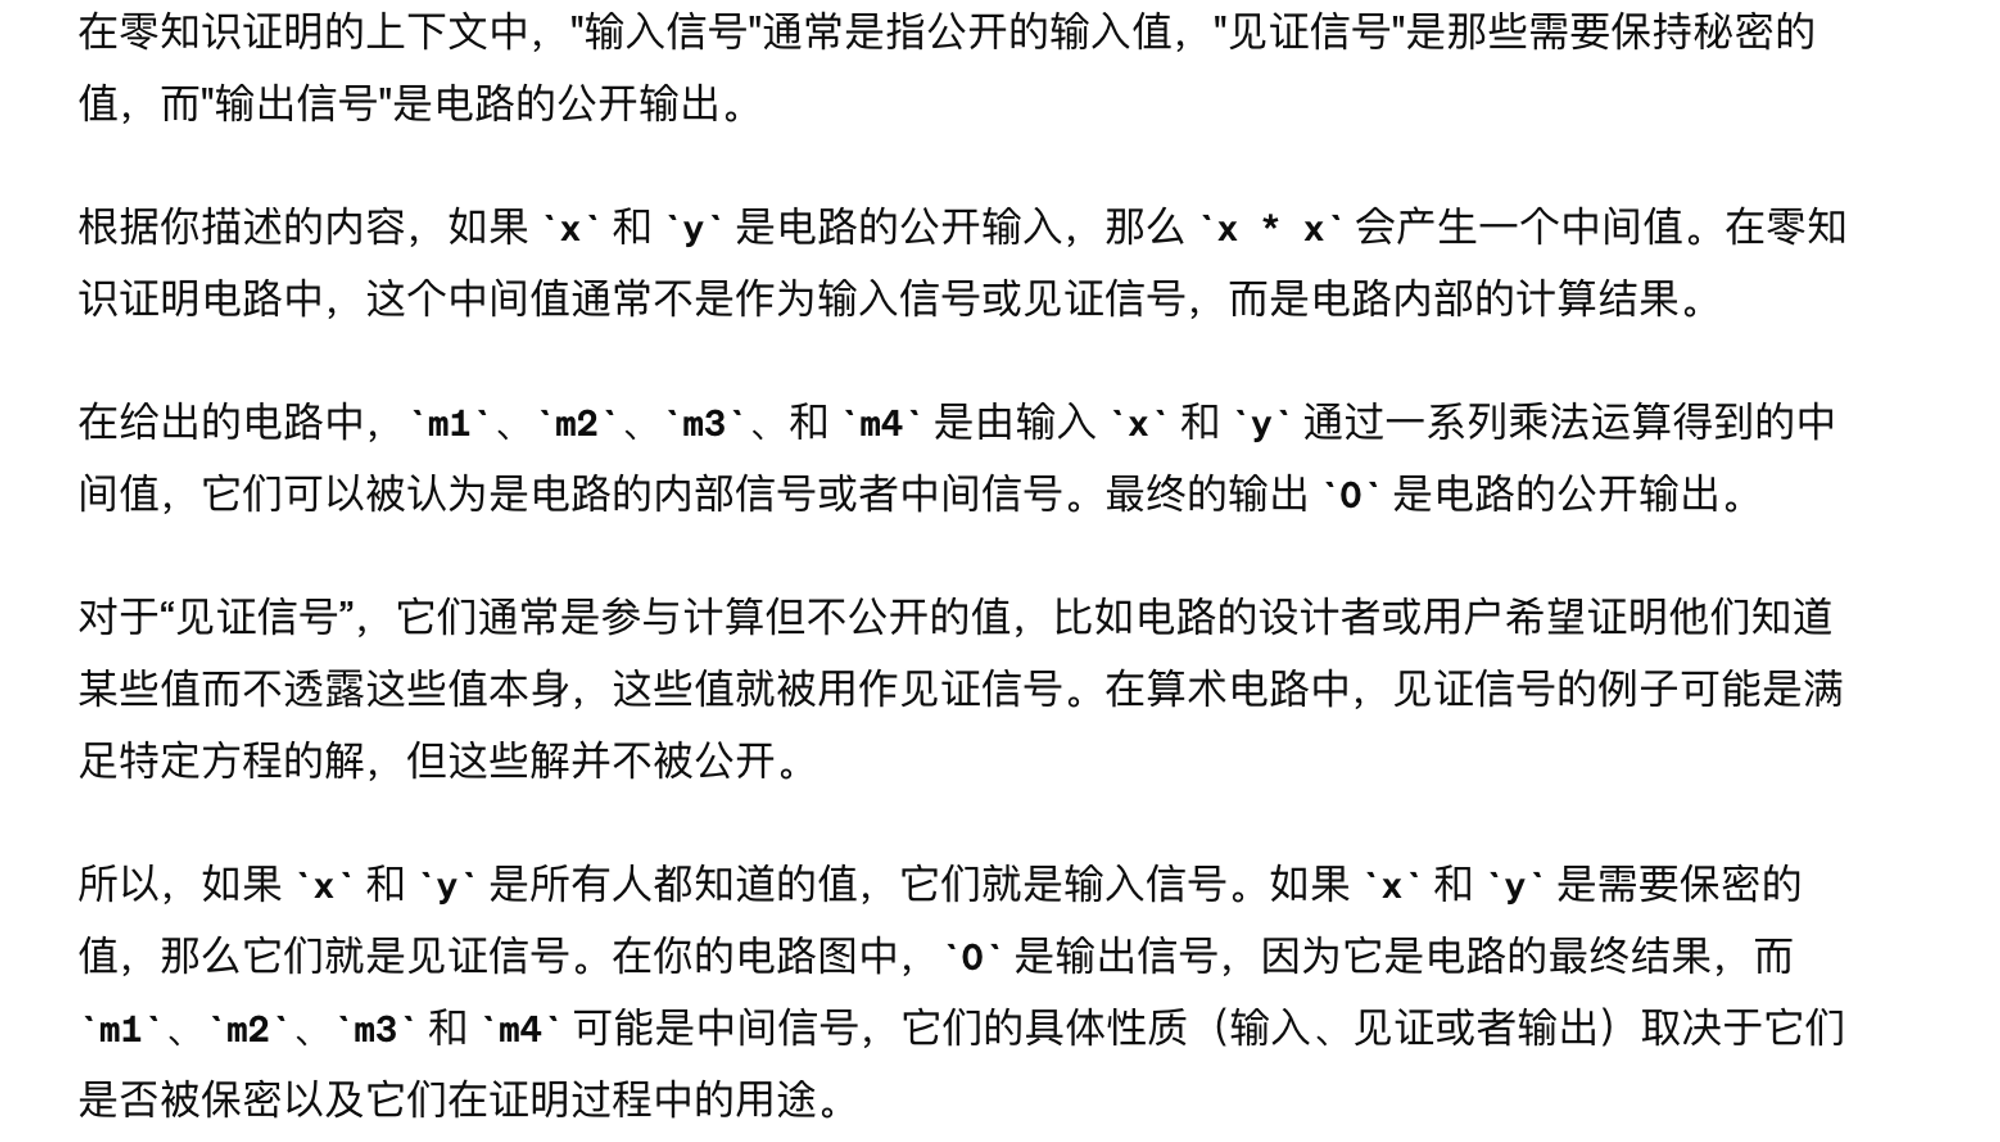 在零知识证明的上下文中，"输入信号"通常是指公开的输入值，"见证信号"是那些需要保持秘密的
值，而"输出信号"是电路的公开输出。
根据你描述的内容，如果 `x` 和 `y` 是电路的公开输入，那么 `x * x` 会产生一个中间值。在零知
识证明电路中，这个中间值通常不是作为输入信号或见证信号，而是电路内部的计算结果。
在给出的电路中，`m1`、`m2`、`m3`、和 `m4` 是由输入 `x` 和 `y` 通过一系列乘法运算得到的中
间值，它们可以被认为是电路的内部信号或者中间信号。最终的输出 `O` 是电路的公开输出。
对于“见证信号”，它们通常是参与计算但不公开的值，比如电路的设计者或用户希望证明他们知道
某些值而不透露这些值本身，这些值就被用作见证信号。在算术电路中，见证信号的例子可能是满
足特定方程的解，但这些解并不被公开。
所以，如果 `x` 和 `y` 是所有人都知道的值，它们就是输入信号。如果 `x` 和 `y` 是需要保密的
值，那么它们就是见证信号。在你的电路图中，`O` 是输出信号，因为它是电路的最终结果，而
`m1`、`m2`、`m3` 和 `m4` 可能是中间信号，它们的具体性质（输入、见证或者输出）取决于它们
是否被保密以及它们在证明过程中的用途。